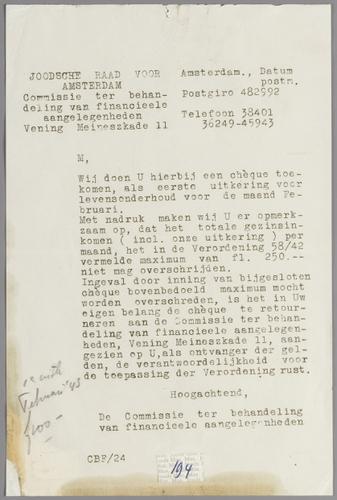 JOODSCHE RAAD VOOR
AMSTERDAM
Commissie ter behan-
deling van financieele
aangelegenheden
Vening Meineszkade 11
Amsterdam., Datum
postm.
Postgiro 482992
Telefoon 38401
36249-45943
M,
Wij doen U hierbij een chèque toe-
komen, als eerste uitkering voor
levensonderhoud voor de maand Fe-
bruari.
Met nadruk maken wij U er opmerk-
zaam op, dat het totale gezinsin-
komen ( incl. onze uitkering ) per
maand, het in de Verordening 58/42
vermelde maximum van fl. 250.--
niet mag overschrijden.
Ingeval door inning van bijgesloten
chèque bovenbedoeld maximum mocht
worden overschreden, is het in Uw
eigen belang de chèque te retour-
neren aan de Commissie ter behan-
deling van financieele aangelegen-
heden, Vening Meineszkade 11, aan-
gezien op U,als ontvanger der gel-
den, de verantwoordelijkheid voor
de toepassing der Verordening rust.
Hoogachtend,
De Commissie ter behandeling
van financieele aangelegenheden
CBF/24
Februari '43
194